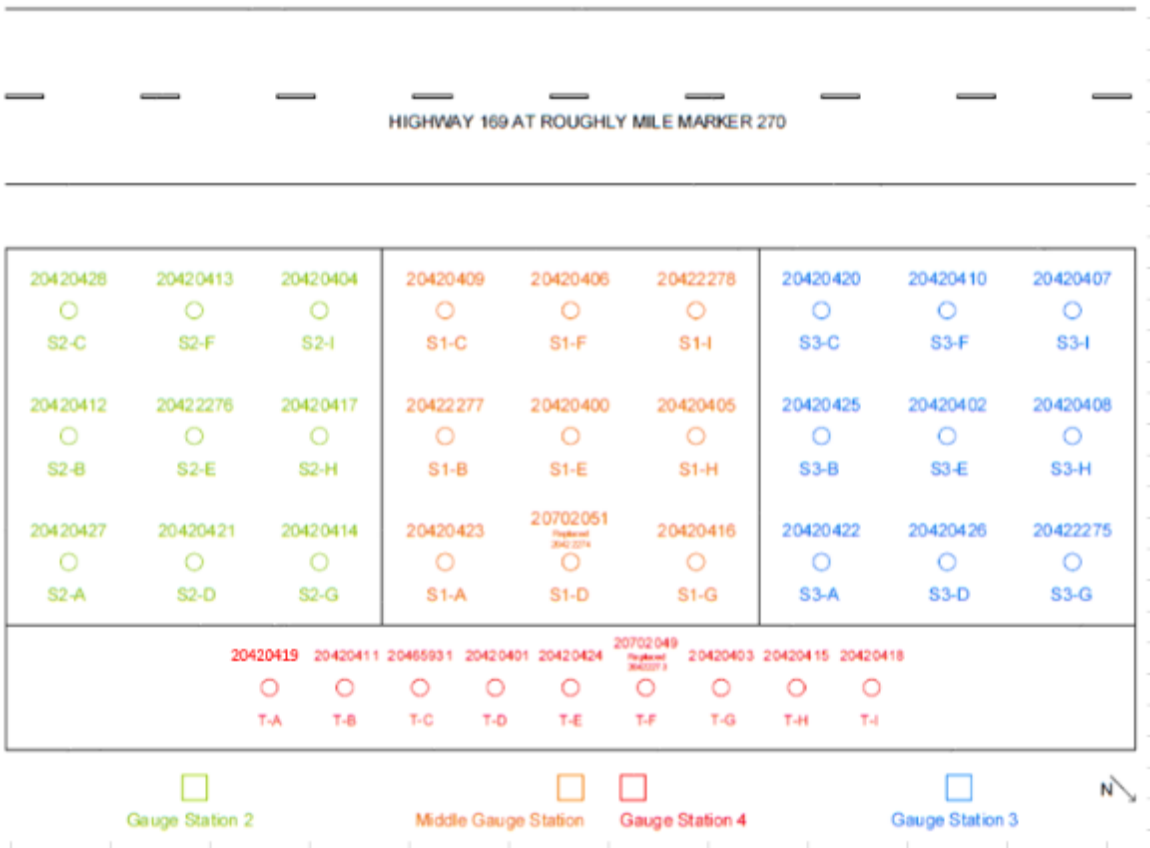 HIGHWAY 169 AT ROUGHLY MILE MARKER 270
20420428 20420413 20420404 20420409 20420406 20422278 20420420 20420410 20420407
S2-C S2-F S2-I S1-C S1-F S1-I S3-C S3-F S3-I
20420412 20422276 20420417 20422277 20420400 20420405 20420425 20420402 20420408
S2-B S2-E S2-H S1-B S1-E S1-H S3-B S3-E S3-H
20702051
20420427 20420421 20420414 20420423 Replaced 20420416 20420422 20420426 20422275
S2-A S2-D S2-G S1-A S1-D S1-G S3-A S3-D S3-G
20702049
20420419 20420411 20465931 20420401 20420424 Replaced 20420403 20420415 20420418
T-A T-B T-C T-D T-E T-F T-G T-H T-I
Gauge Station 2 Middle Gauge Station Gauge Station 4 Gauge Station 3
N